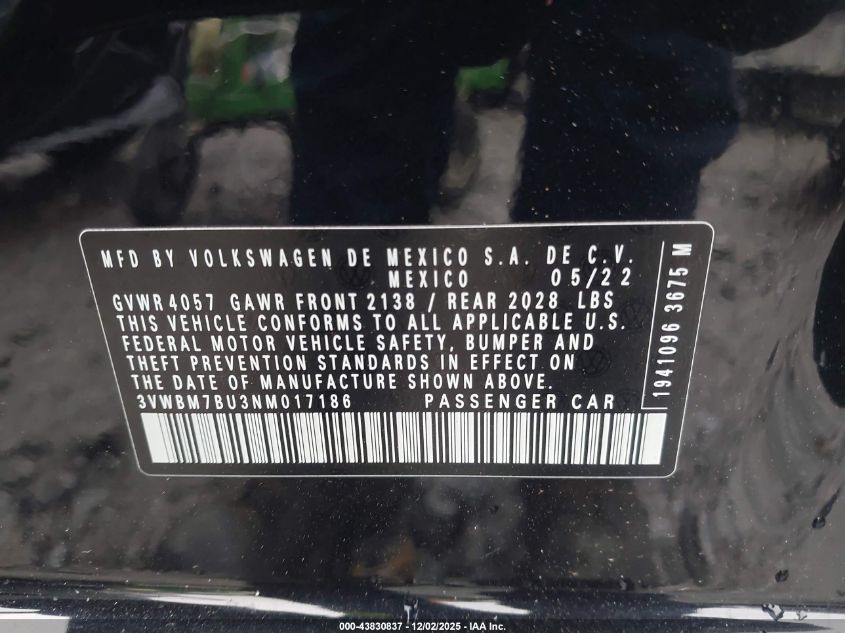 MFD BY VOLKSWAGEN DE MEXICO S.A. DE C.V.
MEXICO 05/22
GVWR 4057 GAWR FRONT 2138 / REAR 2028 LBS
THIS VEHICLE CONFORMS TO ALL APPLICABLE U.S.
FEDERAL MOTOR VEHICLE SAFETY, BUMPER AND
THEFT PREVENTION STANDARDS IN EFFECT ON
THE DATE OF MANUFACTURE SHOWN ABOVE.
3VWBM7BU3NM017186 PASSENGER CAR
1941096 3675 M
000-43830837 - 12/02/2025 - IAA Inc.